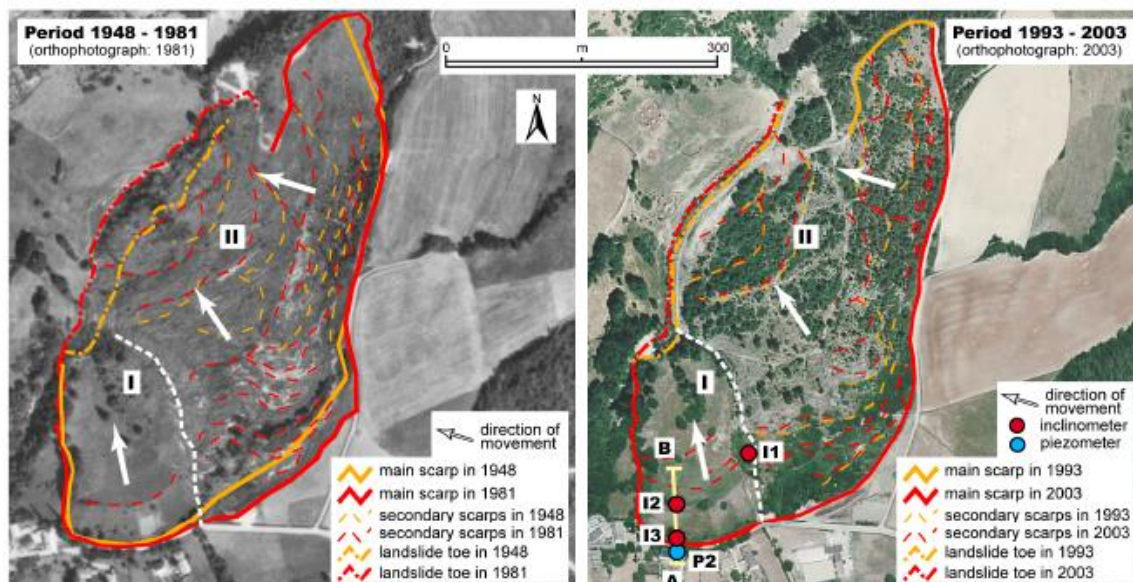 Period 1948 - 1981
(orthophotograph: 1981)
0 m 300
Period 1993 - 2003
(orthophotograph: 2003)
N
II
I
direction of
movement
main scarp in 1948
main scarp in 1981
secondary scarps in 1948
secondary scarps in 1981
landslide toe in 1948
landslide toe in 1981
II
I
I1
B
I2
I3
P2
A
direction of
movement
inclinometer
piezometer
main scarp in 1993
main scarp in 2003
secondary scarps in 1993
secondary scarps in 2003
landslide toe in 1993
landslide toe in 2003